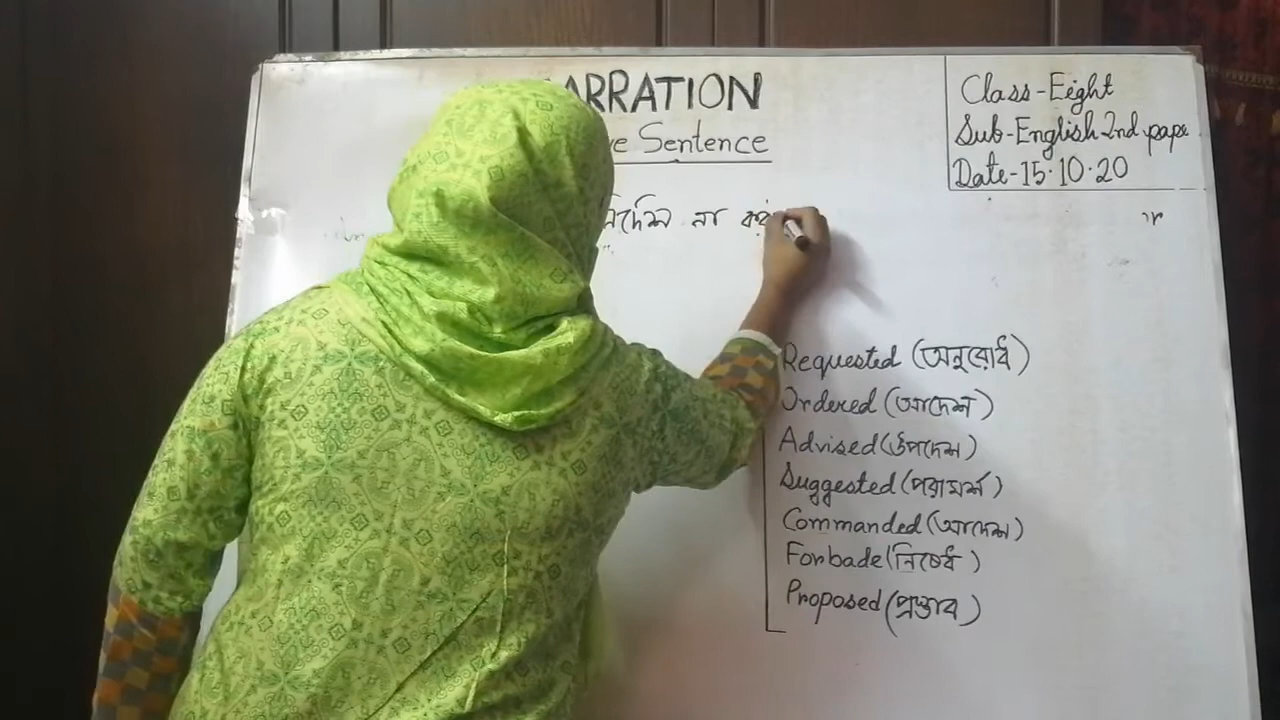 ARRATION
ve Sentence
Class-Eight
Sub-English 2nd pape
Date-15.10.20
না
Requested (অনুরোধ)
Ordered (আদেশ)
Advised (উপদেশ)
Suggested (পরামর্শ)
Commanded (আদেশ)
Forbade (নিষেধ)
Proposed (প্রস্তাব)